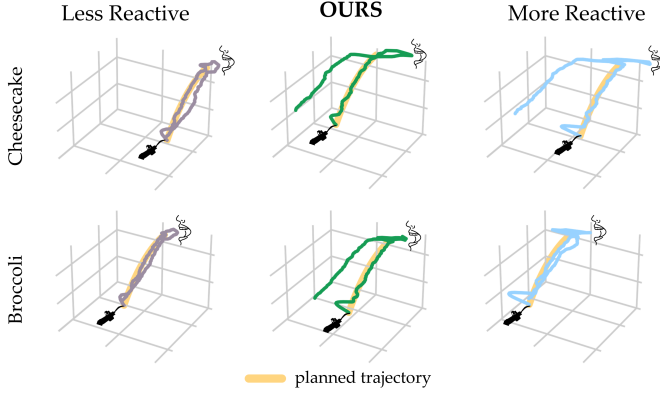 Less Reactive
OURS
More Reactive
Cheesecake
Broccoli
planned trajectory